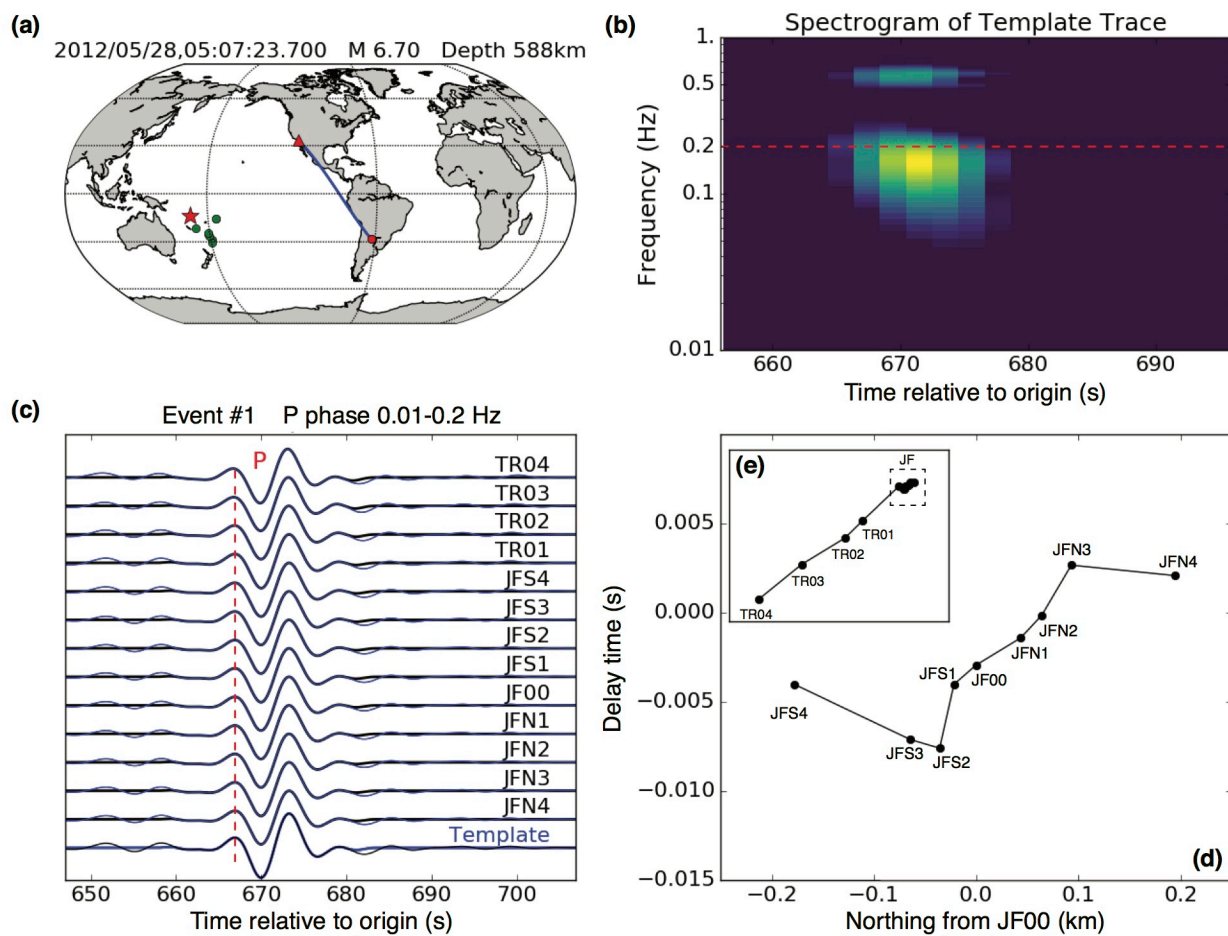 (a)
2012/05/28,05:07:23.700 M 6.70 Depth 588km
(b)
Spectrogram of Template Trace
1.
0.5
0.2
0.1
0.01
Frequency (Hz)
660 670 680 690
Time relative to origin (s)
(c)
Event #1 P phase 0.01-0.2 Hz
P
TR04
TR03
TR02
TR01
JFS4
JFS3
JFS2
JFS1
JF00
JFN1
JFN2
JFN3
JFN4
Template
650 660 670 680 690 700
Time relative to origin (s)
(e)
JF
TR01
TR02
TR03
TR04
0.005
0.000
−0.005
−0.010
−0.015
Delay time (s)
JFN3
JFN4
JFN2
JFN1
JFS1
JF00
JFS4
JFS3
JFS2
(d)
−0.2 −0.1 0.0 0.1 0.2
Northing from JF00 (km)